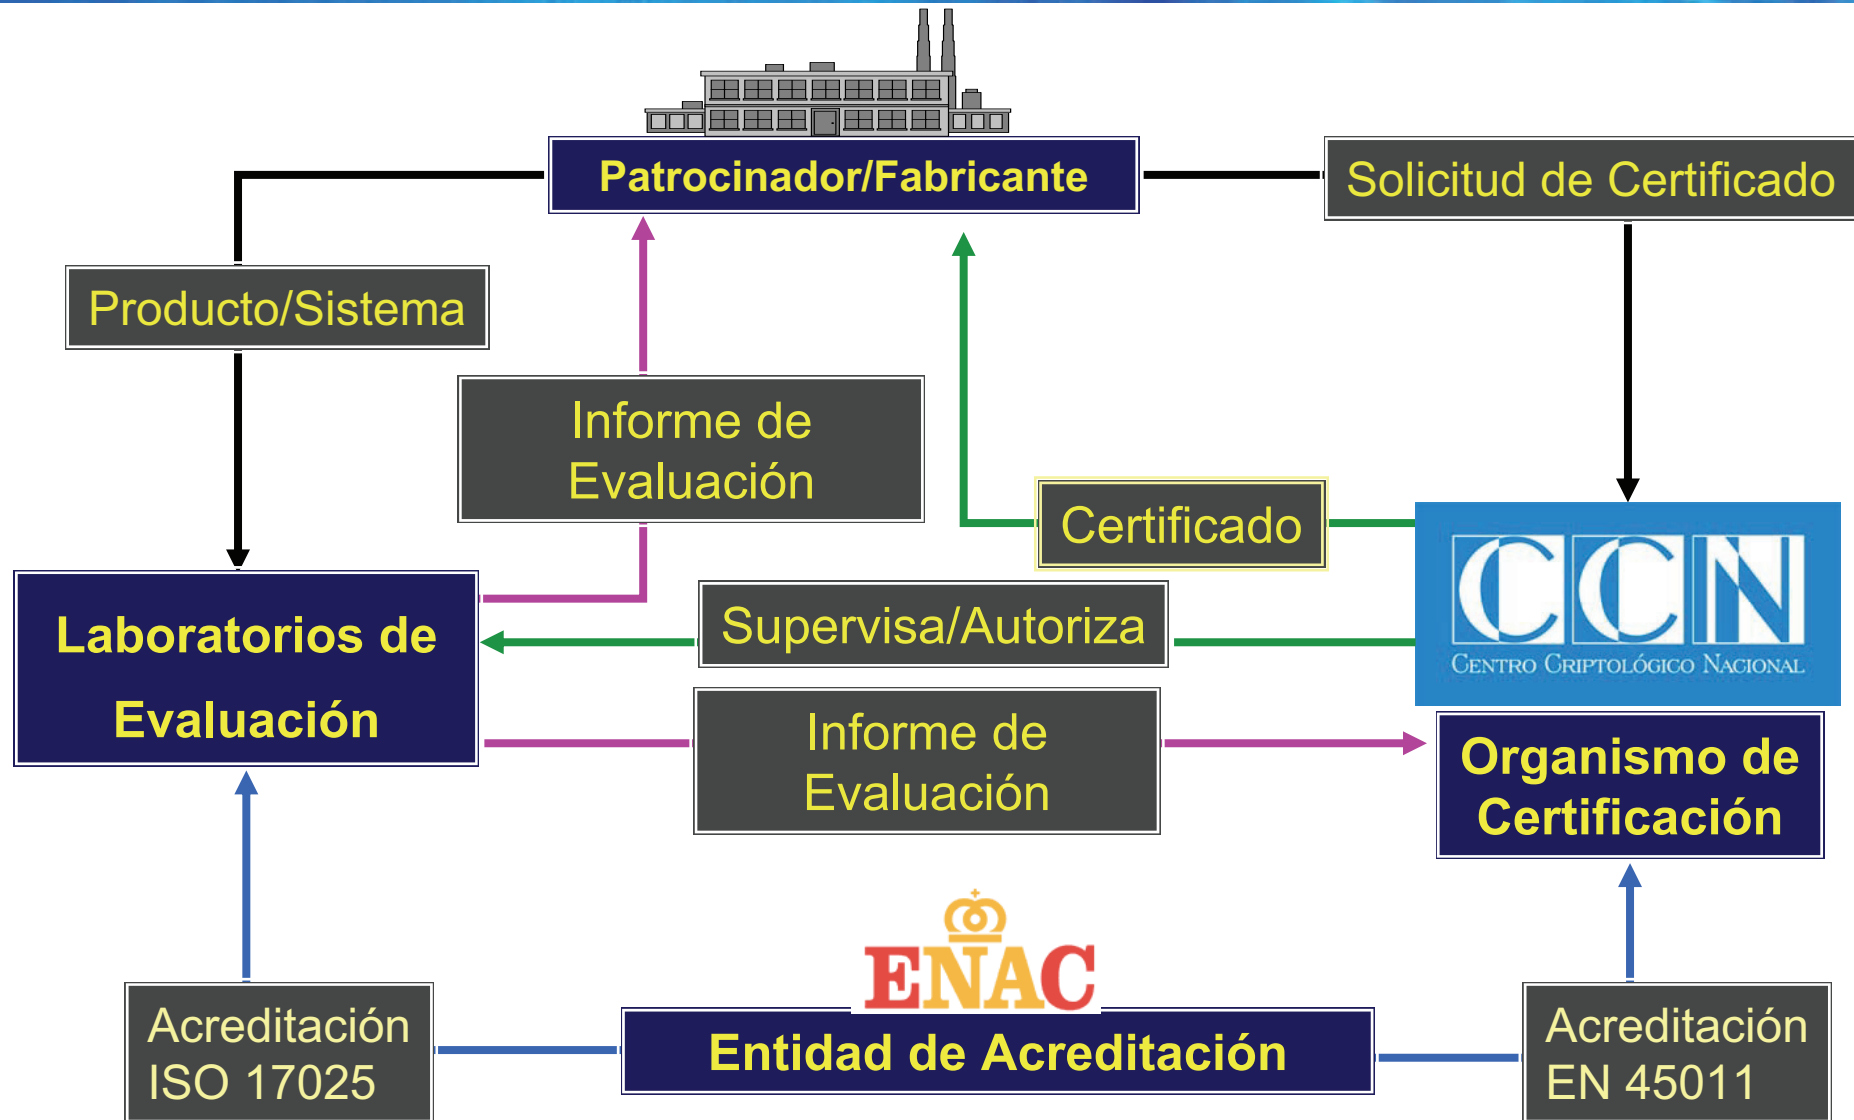 Patrocinador/Fabricante
Solicitud de Certificado
Producto/Sistema
Informe de
Evaluación
Certificado
CCN
CENTRO CRIPTOLÓGICO NACIONAL
Supervisa/Autoriza
Laboratorios de
Evaluación
Informe de
Evaluación
Organismo de
Certificación
ENAC
Acreditación
ISO 17025
Entidad de Acreditación
Acreditación
EN 45011